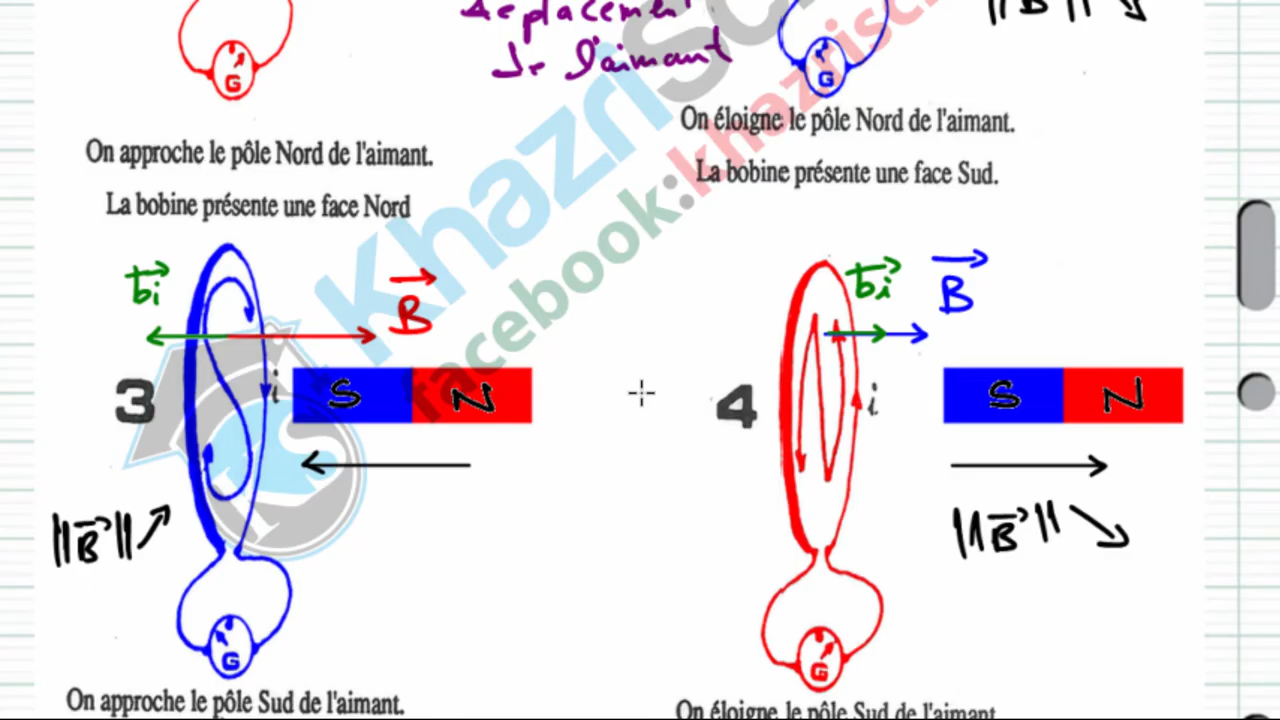 déplacement
de l'aimant
||B|| ↘
G
G
On approche le pôle Nord de l'aimant.
La bobine présente une face Nord
On éloigne le pôle Nord de l'aimant.
La bobine présente une face Sud.
Khazrisc
facebook:khazrisc
bi
B
3
i
S N
||B|| ↗
KS
G
On approche le pôle Sud de l'aimant.
bi
B
4
i
S N
||B|| ↘
G
On éloigne le pôle Sud de l'aimant